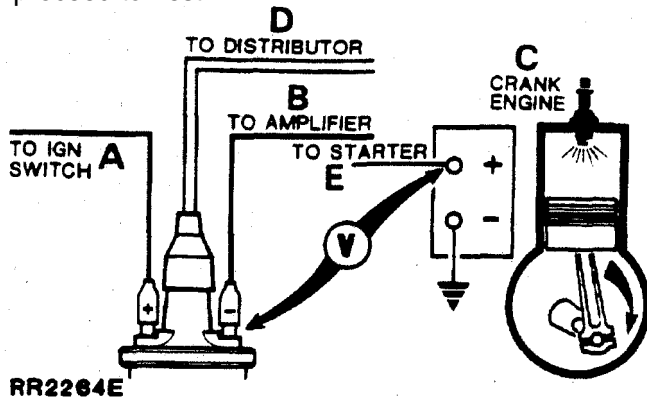 D
TO DISTRIBUTOR
B
TO AMPLIFIER
C
CRANK
ENGINE
TO IGN
SWITCH A
TO STARTER
E
+
-
V
+
-
RR2264E